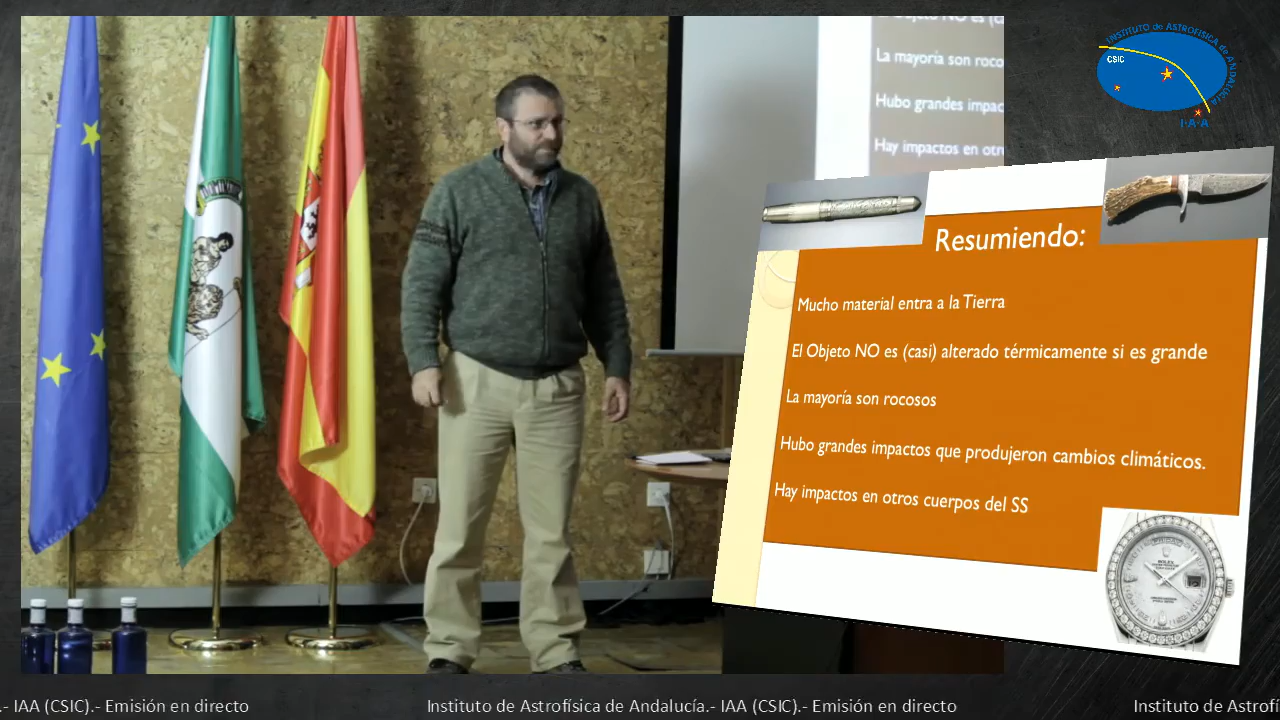 La mayoría son roco
Hubo grandes impac
Hay impactos en otr
INSTITUTO de ASTROFÍSICA de ANDALUCÍA
CSIC
I·A·A
Resumiendo:
Mucho material entra a la Tierra
El Objeto NO es (casi) alterado térmicamente si es grande
La mayoría son rocosos
Hubo grandes impactos que produjeron cambios climáticos.
Hay impactos en otros cuerpos del SS
ROLEX
.- IAA (CSIC).- Emisión en directo
Instituto de Astrofísica de Andalucía.- IAA (CSIC).- Emisión en directo
Instituto de Astrofí